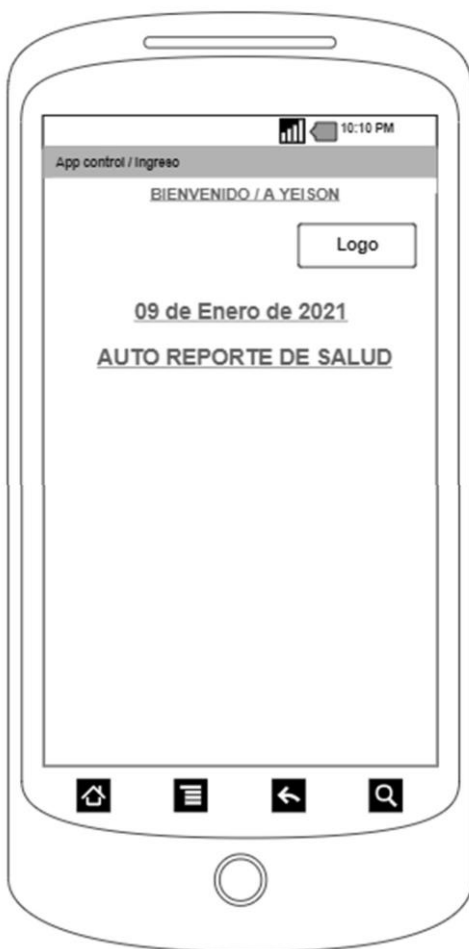 10:10 PM
App control / Ingreso
BIENVENIDO / A YEISON
Logo
09 de Enero de 2021
AUTO REPORTE DE SALUD